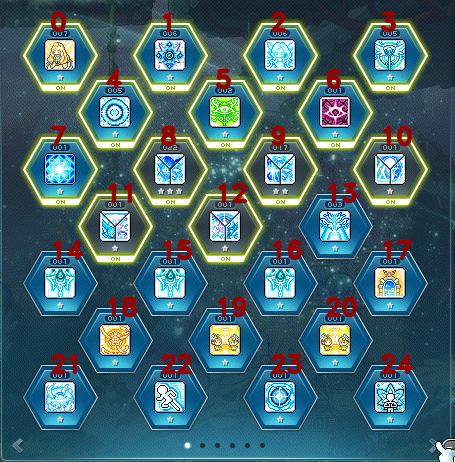 0 1 2 3
007 006 006 005
ON ON ON ON
4 5 6
005 002 001
ON ON ON
7 8 9 10
001 022 017 001
ON ON ON ON
11 12 13
001 001 003
ON ON
14 15 16 17
001 001 001 001
18 19 20
001 001 001
21 22 23 24
001 001 001 001